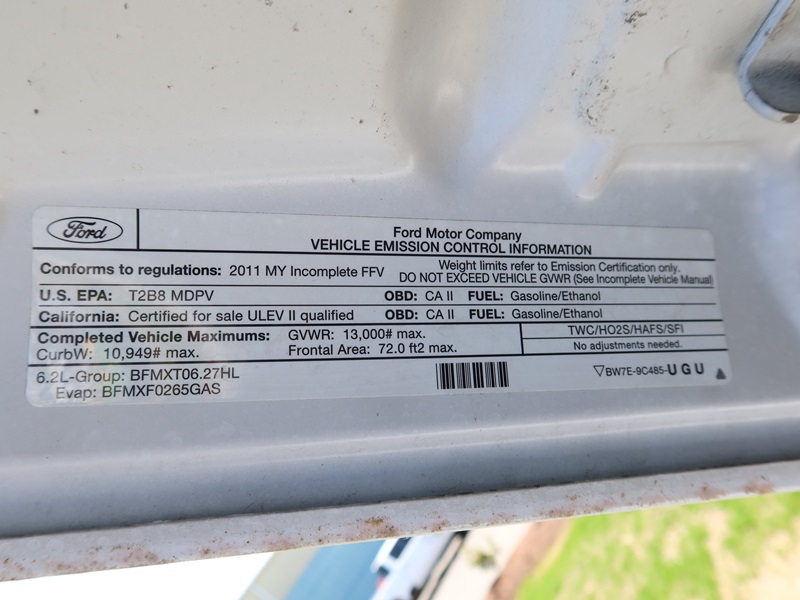 Ford
Ford Motor Company
VEHICLE EMISSION CONTROL INFORMATION
Conforms to regulations: 2011 MY Incomplete FFV
Weight limits refer to Emission Certification only.
DO NOT EXCEED VEHICLE GVWR (See Incomplete Vehicle Manual)
U.S. EPA: T2B8 MDPV OBD: CA II FUEL: Gasoline/Ethanol
California: Certified for sale ULEV II qualified OBD: CA II FUEL: Gasoline/Ethanol
Completed Vehicle Maximums: GVWR: 13,000# max.
CurbW: 10,949# max. Frontal Area: 72.0 ft2 max.
TWC/HO2S/HAFS/SFI
No adjustments needed.
6.2L-Group: BFMXT06.27HL
Evap: BFMXF0265GAS
BW7E-9C485-UGU